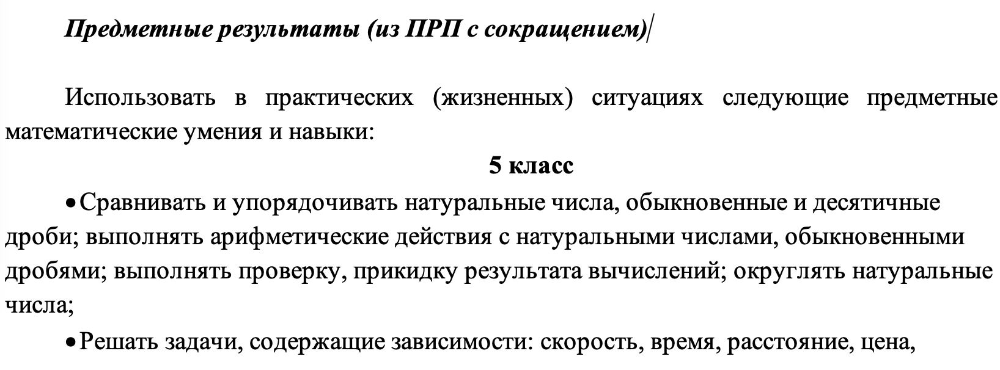 Предметные результаты (из ПРП с сокращением)
Использовать в практических (жизненных) ситуациях следующие предметные
математические умения и навыки:
5 класс
•Сравнивать и упорядочивать натуральные числа, обыкновенные и десятичные
дроби; выполнять арифметические действия с натуральными числами, обыкновенными
дробями; выполнять проверку, прикидку результата вычислений; округлять натуральные
числа;
•Решать задачи, содержащие зависимости: скорость, время, расстояние, цена,